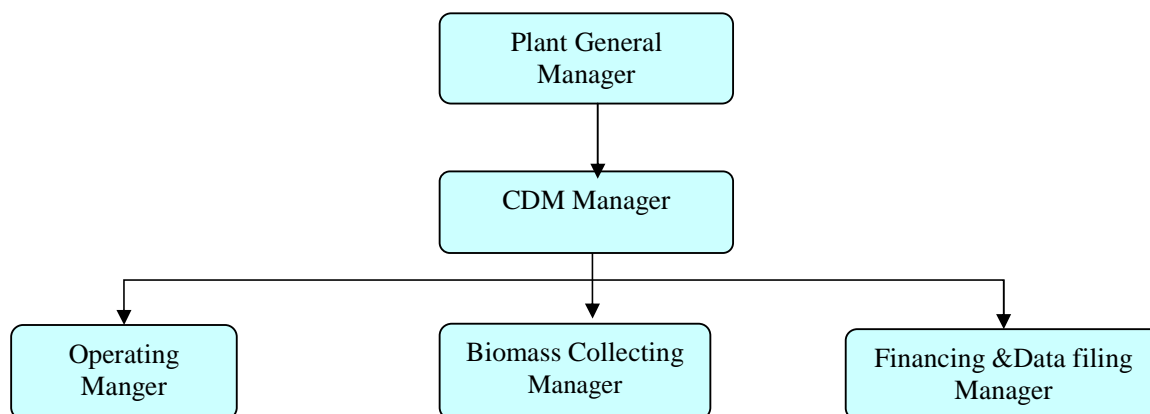 Plant General
Manager
CDM Manager
Operating
Manger
Biomass Collecting
Manager
Financing &Data filing
Manager